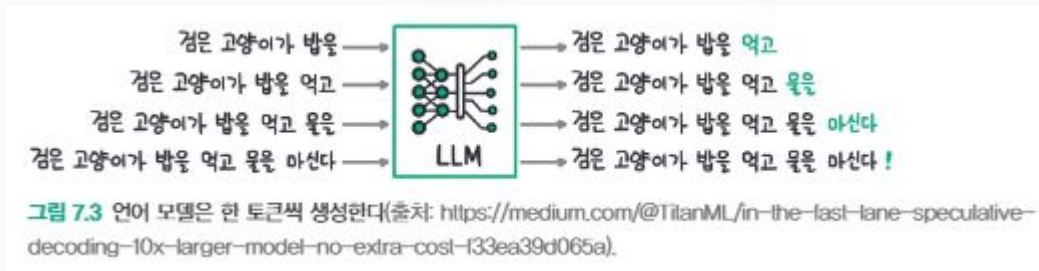 검은 고양이가 밥을 검은 고양이가 밥을 먹고
검은 고양이가 밥을 먹고 검은 고양이가 밥을 먹고 물을
검은 고양이가 밥을 먹고 물을 검은 고양이가 밥을 먹고 물을 마신다
검은 고양이가 밥을 먹고 물을 마신다 검은 고양이가 밥을 먹고 물을 마신다 !
LLM
그림 7.3 언어 모델은 한 토큰씩 생성한다(출처: https://medium.com/@TitanML/in-the-fast-lane-speculative-
decoding-10x-larger-model-no-extra-cost-f33ea39d065a).